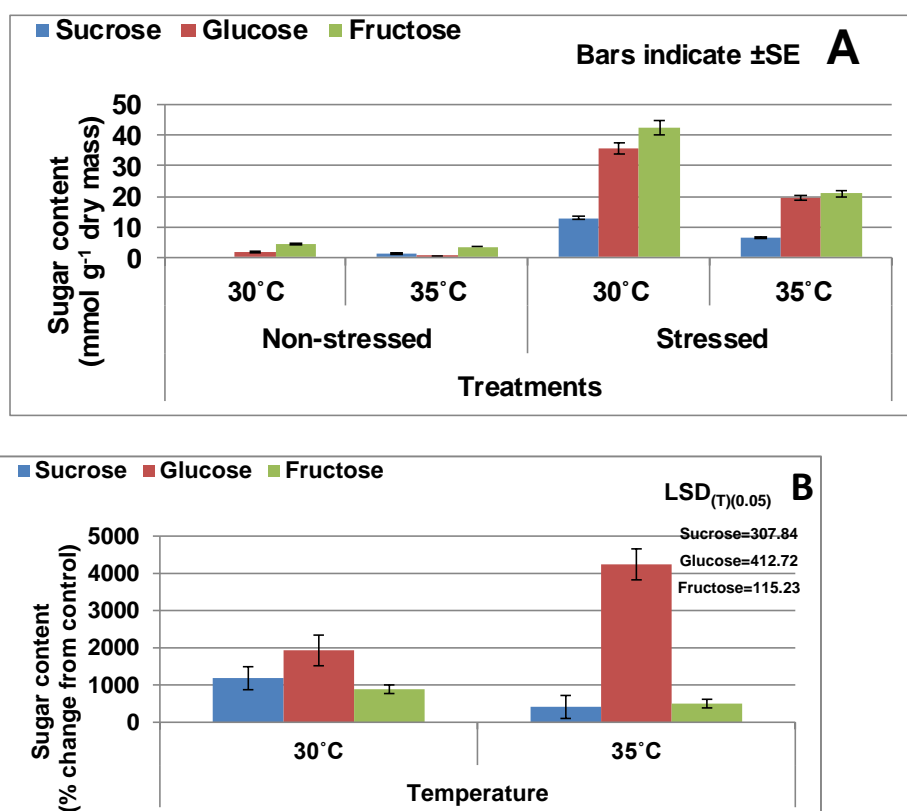 Sucrose Glucose Fructose
Bars indicate ±SE A
Sugar content
(mmol g-1 dry mass)
50
40
30
20
10
0
30°C 35°C 30°C 35°C
Non-stressed Stressed
Treatments
Sucrose Glucose Fructose
LSD(T)(0.05) B
Sucrose=307.84
Glucose=412.72
Fructose=115.23
Sugar content
(% change from control)
5000
4000
3000
2000
1000
0
30°C 35°C
Temperature